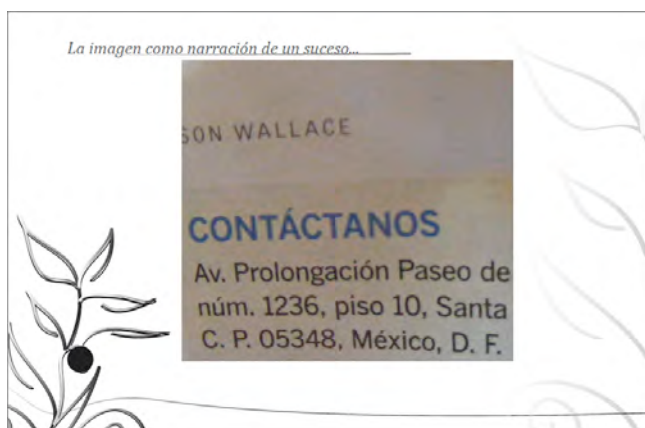 La imagen como narración de un suceso...
SON WALLACE
CONTÁCTANOS
Av. Prolongación Paseo de
núm. 1236, piso 10, Santa
C. P. 05348, México, D. F.